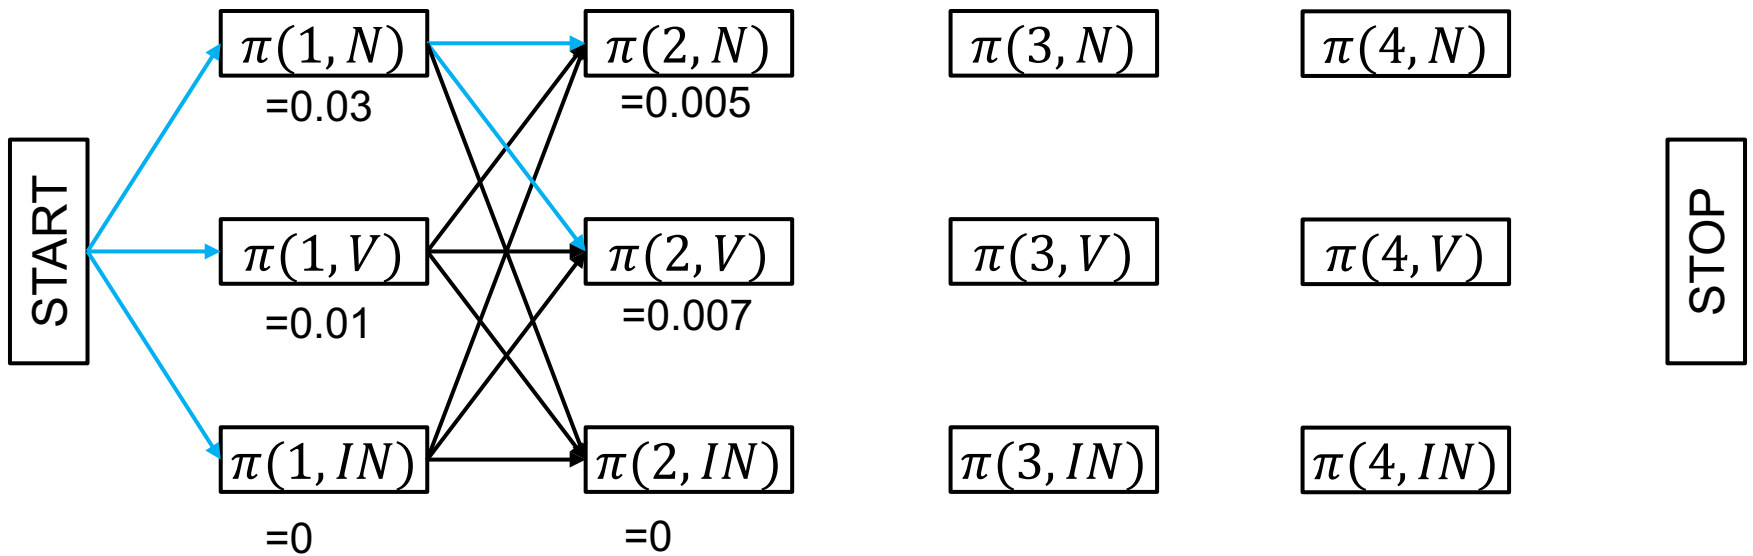 START
π(1, N)
=0.03
π(1, V)
=0.01
π(1, IN)
=0
π(2, N)
=0.005
π(2, V)
=0.007
π(2, IN)
=0
π(3, N)
π(3, V)
π(3, IN)
π(4, N)
π(4, V)
π(4, IN)
STOP